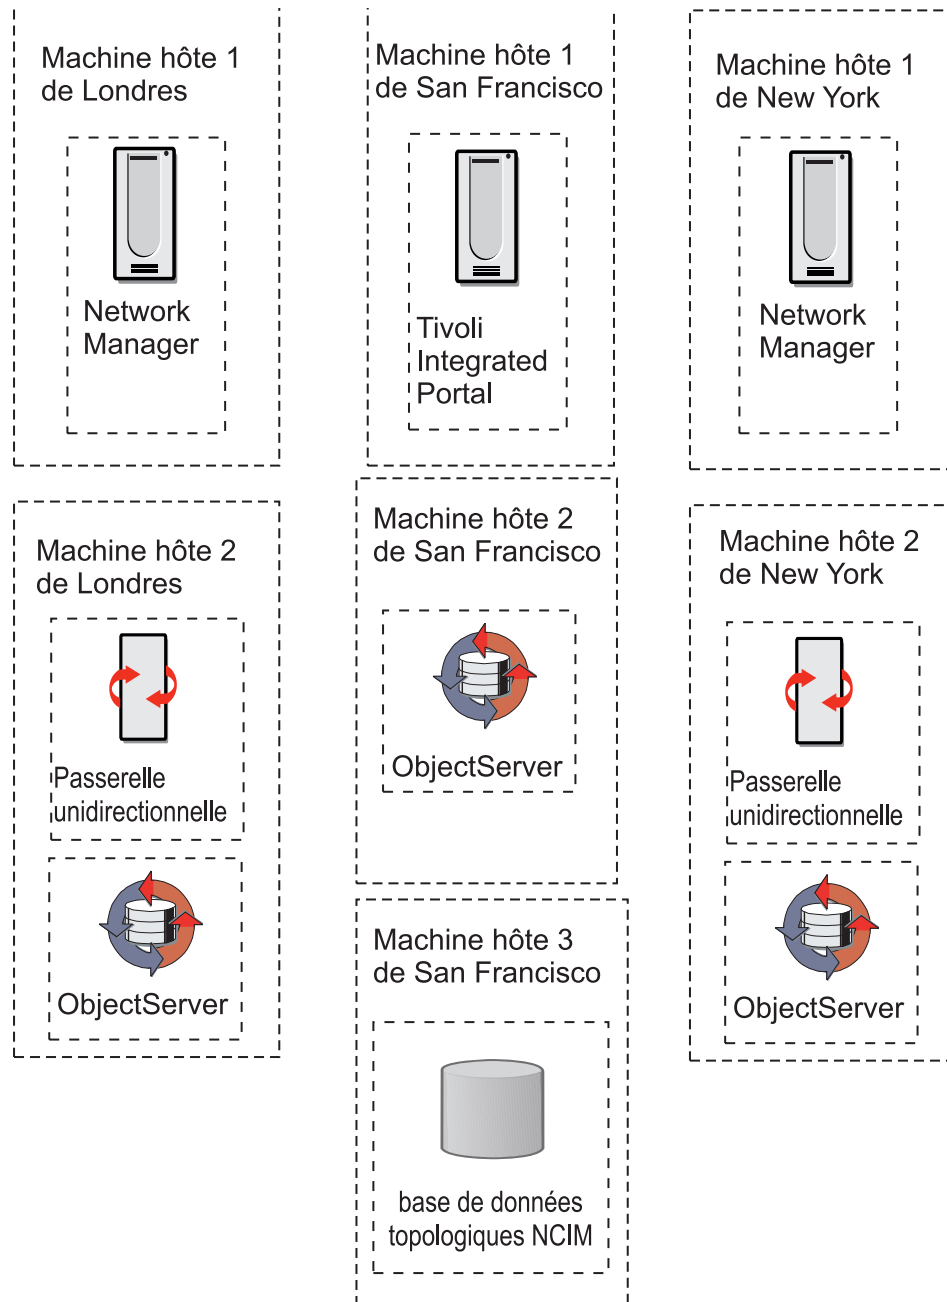 Machine hôte 1
de Londres
Network
Manager
Machine hôte 1
de San Francisco
Tivoli
Integrated
Portal
Machine hôte 1
de New York
Network
Manager
Machine hôte 2
de Londres
Passerelle
unidirectionnelle
ObjectServer
Machine hôte 2
de San Francisco
ObjectServer
Machine hôte 2
de New York
Passerelle
unidirectionnelle
ObjectServer
Machine hôte 3
de San Francisco
base de données
topologiques NCIM